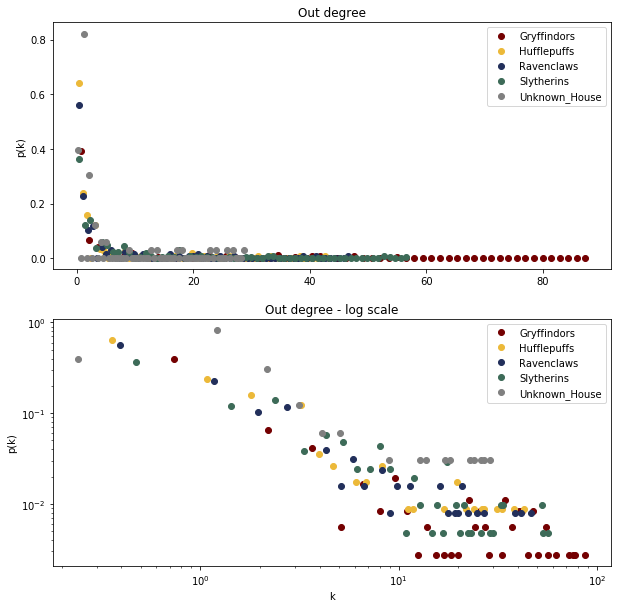 Out degree
p(k)
0.8
0.6
0.4
0.2
0.0
0
20
40
60
80
Gryffindors
Hufflepuffs
Ravenclaws
Slytherins
Unknown_House
Out degree - log scale
p(k)
10⁰
10⁻¹
10⁻²
10⁰
10¹
10²
k
Gryffindors
Hufflepuffs
Ravenclaws
Slytherins
Unknown_House